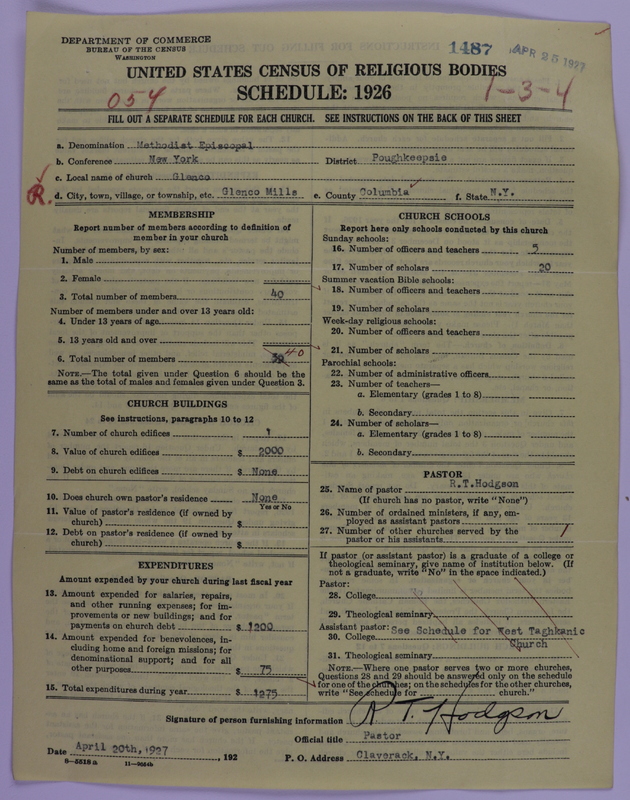 DEPARTMENT OF COMMERCE
BUREAU OF THE CENSUS
WASHINGTON
1487 APR 25 1927
UNITED STATES CENSUS OF RELIGIOUS BODIES
SCHEDULE: 1926
054
1-3-4
FILL OUT A SEPARATE SCHEDULE FOR EACH CHURCH. SEE INSTRUCTIONS ON THE BACK OF THIS SHEET
a. Denomination Methodist Episcopal
b. Conference New York District Poughkeepsie
c. Local name of church Glenco
R. d. City, town, village, or township, etc. Glenco Mills e. County Columbia f. State N.Y.
MEMBERSHIP
Report number of members according to definition of
member in your church
Number of members, by sex:
1. Male
2. Female
3. Total number of members 40
Number of members under and over 13 years old:
4. Under 13 years of age
5. 13 years old and over
6. Total number of members 40
NOTE.—The total given under Question 6 should be the
same as the total of males and females given under Question 3.
CHURCH BUILDINGS
See instructions, paragraphs 10 to 12
7. Number of church edifices 1
8. Value of church edifices $ 2000
9. Debt on church edifices $ None
10. Does church own pastor's residence None
Yes or No
11. Value of pastor's residence (if owned by
church) $
12. Debt on pastor's residence (if owned by
church) $
EXPENDITURES
Amount expended by your church during last fiscal year
13. Amount expended for salaries, repairs,
and other running expenses; for im-
provements or new buildings; and for
payments on church debt $ 1200
14. Amount expended for benevolences, in-
cluding home and foreign missions; for
denominational support; and for all
other purposes $ 75
15. Total expenditures during year $ 1275
CHURCH SCHOOLS
Report here only schools conducted by this church
Sunday schools:
16. Number of officers and teachers 5
17. Number of scholars 20
Summer vacation Bible schools:
18. Number of officers and teachers
19. Number of scholars
Week-day religious schools:
20. Number of officers and teachers
21. Number of scholars
Parochial schools:
22. Number of administrative officers
23. Number of teachers—
a. Elementary (grades 1 to 8)
b. Secondary
24. Number of scholars—
a. Elementary (grades 1 to 8)
b. Secondary
PASTOR
25. Name of pastor R.T.Hodgson
(If church has no pastor, write "None")
26. Number of ordained ministers, if any, em-
ployed as assistant pastors
27. Number of other churches served by the
pastor or his assistants 1
If pastor (or assistant pastor) is a graduate of a college or
theological seminary, give name of institution below. (If
not a graduate, write "No" in the space indicated.)
Pastor:
28. College
29. Theological seminary
Assistant pastor: See Schedule for West Taghkanic
30. College Church
31. Theological seminary
NOTE.—Where one pastor serves two or more churches,
Questions 28 and 29 should be answered only on the schedule
for one of the churches; on the schedules for the other churches,
write "See schedule for church."
Signature of person furnishing information R. T. Hodgson
Official title Pastor
Date April 20th, 1927, 192 P. O. Address Claverack, N.Y.
8-5518 a 11-9664b